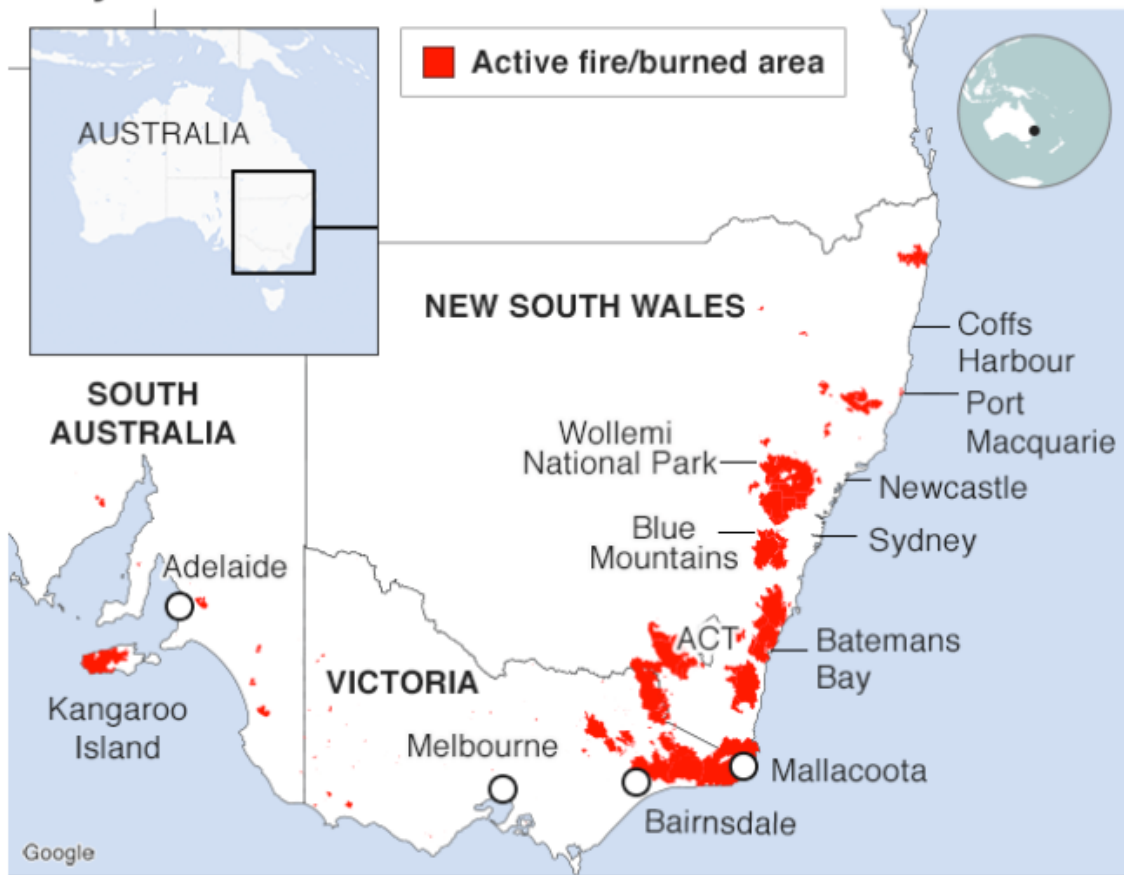 Active fire/burned area
AUSTRALIA
NEW SOUTH WALES
Coffs
Harbour
SOUTH
AUSTRALIA
Port
Macquarie
Wollemi
National Park
Newcastle
Blue
Mountains
Sydney
Adelaide
ACT
Batemans
Bay
VICTORIA
Kangaroo
Island
Melbourne
Mallacoota
Bairnsdale
Google